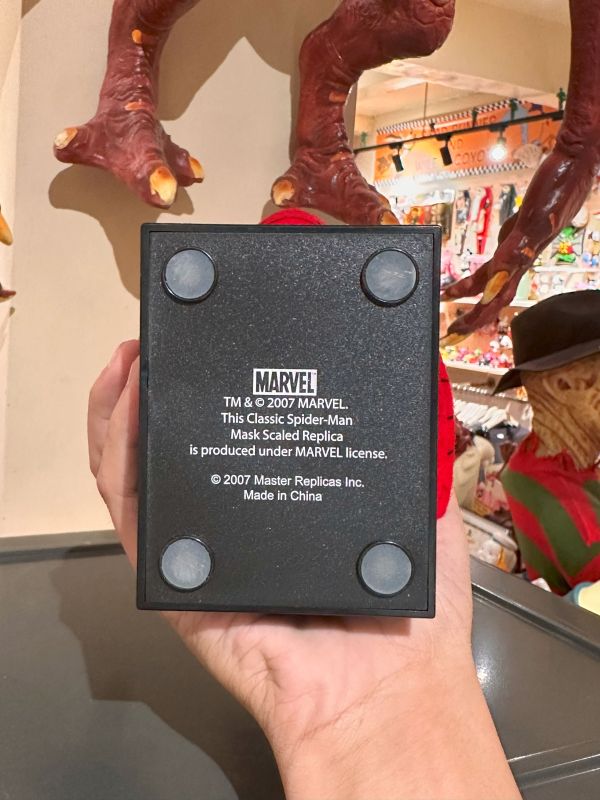 MARVEL
TM & © 2007 MARVEL.
This Classic Spider-Man
Mask Scaled Replica
is produced under MARVEL license.
© 2007 Master Replicas Inc.
Made in China